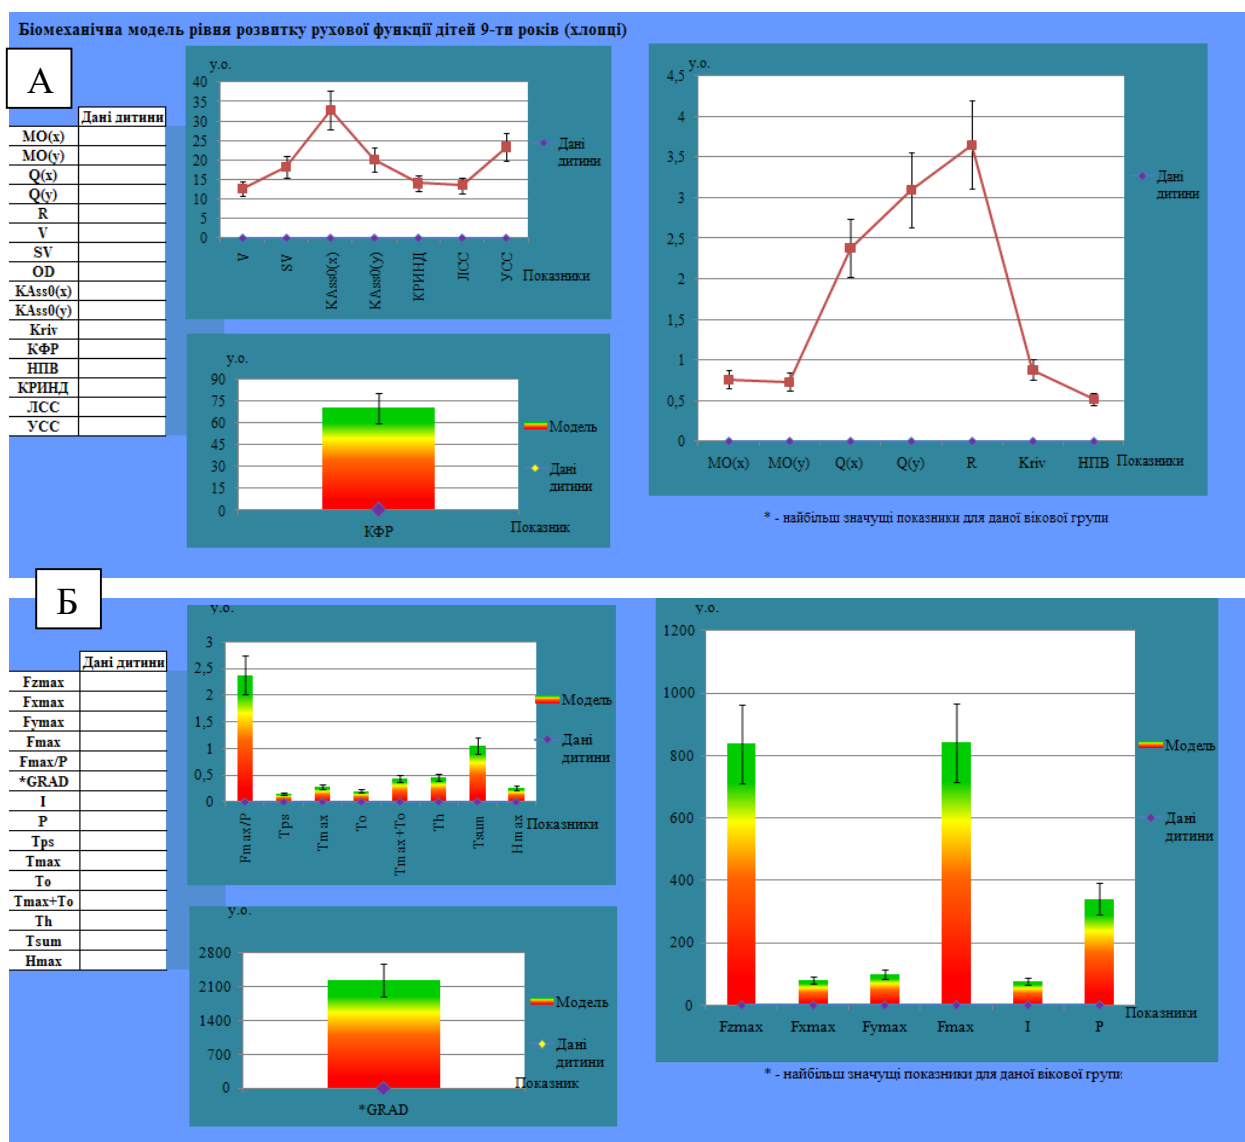 Біомеханічна модель рівня розвитку рухової функції дітей 9-ти років (хлопці)
А
Дані дитини
MO(x)
MO(y)
Q(x)
Q(y)
R
V
SV
OD
KAss0(x)
KAss0(y)
Kriv
КФР
НПВ
КРИНД
ЛСС
УСС
у.о.
40
35
30
25
20
15
10
5
0
V
SV
KAss0(x)
KAss0(y)
КРИНД
ЛСС
УСС
Показники
Дані
дитини
у.о.
90
75
60
45
30
15
0
КФР
Показник
Модель
Дані
дитини
у.о.
4,5
4
3,5
3
2,5
2
1,5
1
0,5
0
MO(x)
MO(y)
Q(x)
Q(y)
R
Kriv
НПВ
Показники
Дані
дитини
* - найбільш значущі показники для даної вікової групи
Б
Дані дитини
Fzmax
Fxmax
Fymax
Fmax
Fmax/P
*GRAD
I
P
Tps
Tmax
To
Tmax+To
Th
Tsum
Hmax
у.о.
3
2,5
2
1,5
1
0,5
0
Fmax/P
Tps
Tmax
To
Tmax+To
Th
Tsum
Hmax
Показники
Модель
Дані
дитини
у.о.
2800
2100
1400
700
0
*GRAD
Показник
Модель
Дані
дитини
у.о.
1200
1000
800
600
400
200
0
Fzmax
Fxmax
Fymax
Fmax
I
P
Показники
Модель
Дані
дитини
* - найбільш значущі показники для даної вікової групи